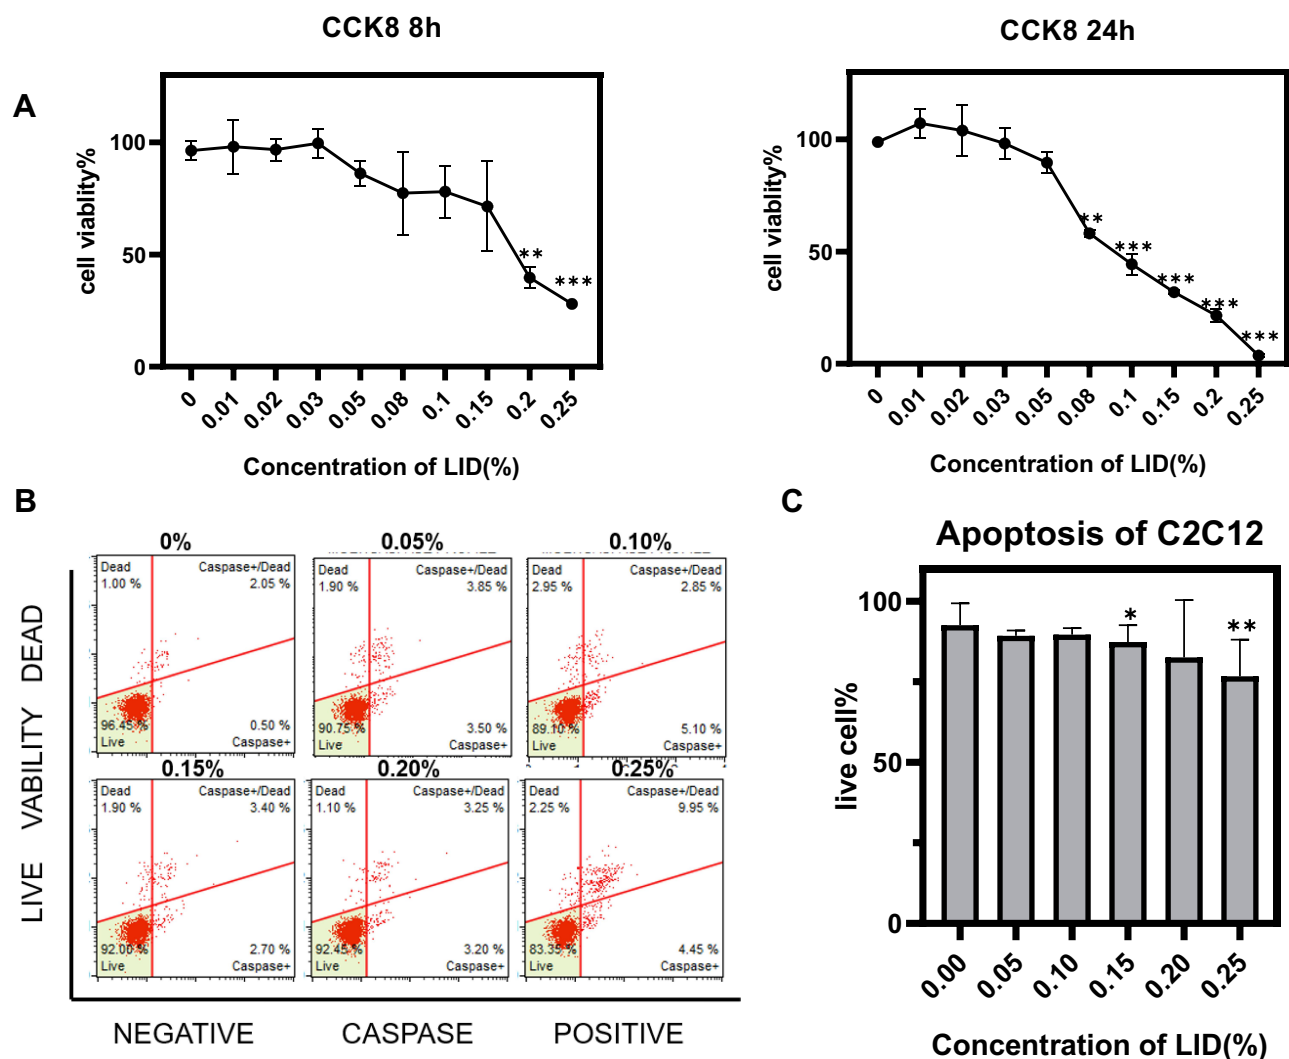 CCK8 8h
CCK8 24h
A
cell viablity%
100
50
0
0
0.01
0.02
0.03
0.05
0.08
0.1
0.15
0.2
0.25
**
***
Concentration of LID(%)
cell viablity%
100
50
0
0
0.01
0.02
0.03
0.05
0.08
0.1
0.15
0.2
0.25
**
***
***
***
***
Concentration of LID(%)
B
LIVE VABILITY DEAD
0%
Dead
1.00 %
Caspase+/Dead
2.05 %
96.45 %
Live
0.50 %
Caspase+
0.05%
Dead
1.90 %
Caspase+/Dead
3.85 %
90.75 %
Live
3.50 %
Caspase+
0.10%
Dead
2.95 %
Caspase+/Dead
2.85 %
89.10 %
Live
5.10 %
Caspase+
0.15%
Dead
1.90 %
Caspase+/Dead
3.40 %
92.00 %
Live
2.70 %
Caspase+
0.20%
Dead
1.10 %
Caspase+/Dead
3.25 %
92.45 %
Live
3.20 %
Caspase+
0.25%
Dead
2.25 %
Caspase+/Dead
9.95 %
83.35 %
Live
4.45 %
Caspase+
NEGATIVE CASPASE POSITIVE
C
Apoptosis of C2C12
live cell%
100
50
0
*
**
0.00
0.05
0.10
0.15
0.20
0.25
Concentration of LID(%)